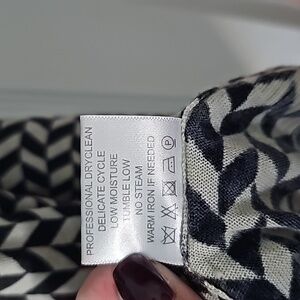 PROFESSIONAL DRYCLEAN
DELICATE CYCLE
LOW MOISTURE
TUMBLE LOW
NO STEAM
WARM IRON IF NEEDED